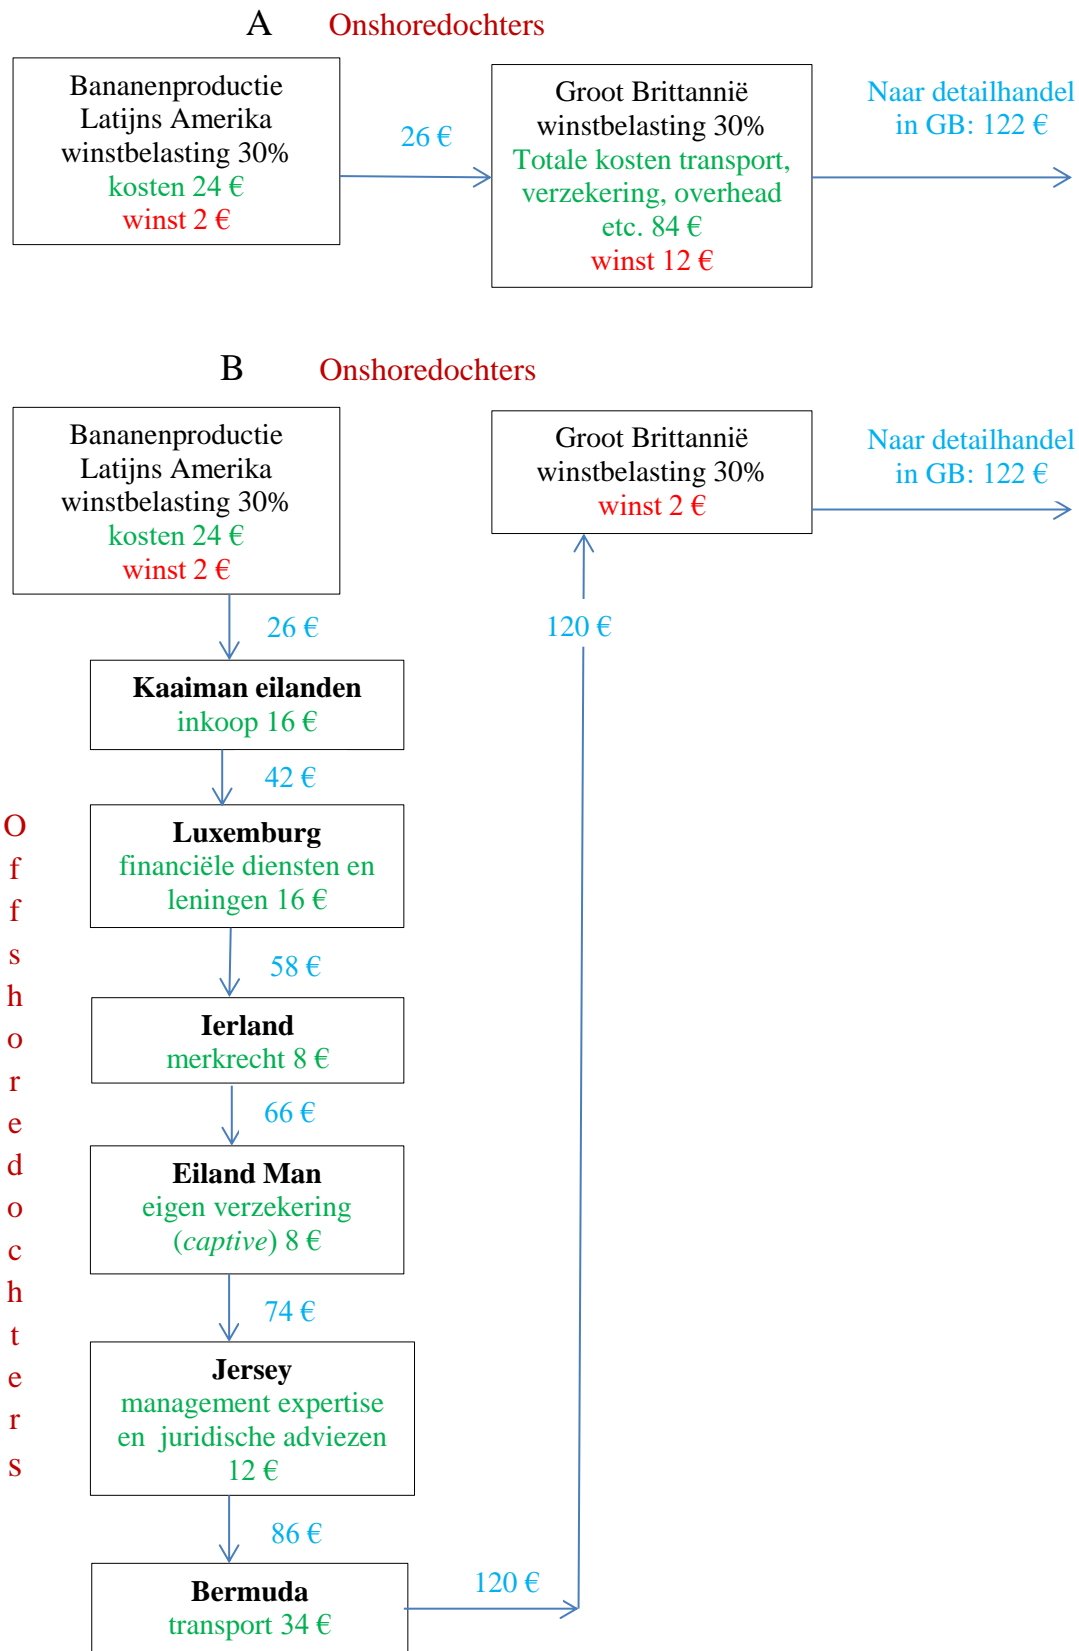 A Onshoredochters
Bananenproductie
Latijns Amerika
winstbelasting 30%
kosten 24 €
winst 2 €
26 €
Groot Brittannië
winstbelasting 30%
Totale kosten transport,
verzekering, overhead
etc. 84 €
winst 12 €
Naar detailhandel
in GB: 122 €
B Onshoredochters
Bananenproductie
Latijns Amerika
winstbelasting 30%
kosten 24 €
winst 2 €
Groot Brittannië
winstbelasting 30%
winst 2 €
Naar detailhandel
in GB: 122 €
26 €
120 €
Kaaiman eilanden
inkoop 16 €
42 €
Luxemburg
financiële diensten en
leningen 16 €
58 €
Ierland
merkrecht 8 €
66 €
Eiland Man
eigen verzekering
(captive) 8 €
74 €
Jersey
management expertise
en juridische adviezen
12 €
86 €
Bermuda
transport 34 €
120 €
O
f
f
s
h
o
r
e
d
o
c
h
t
e
r
s